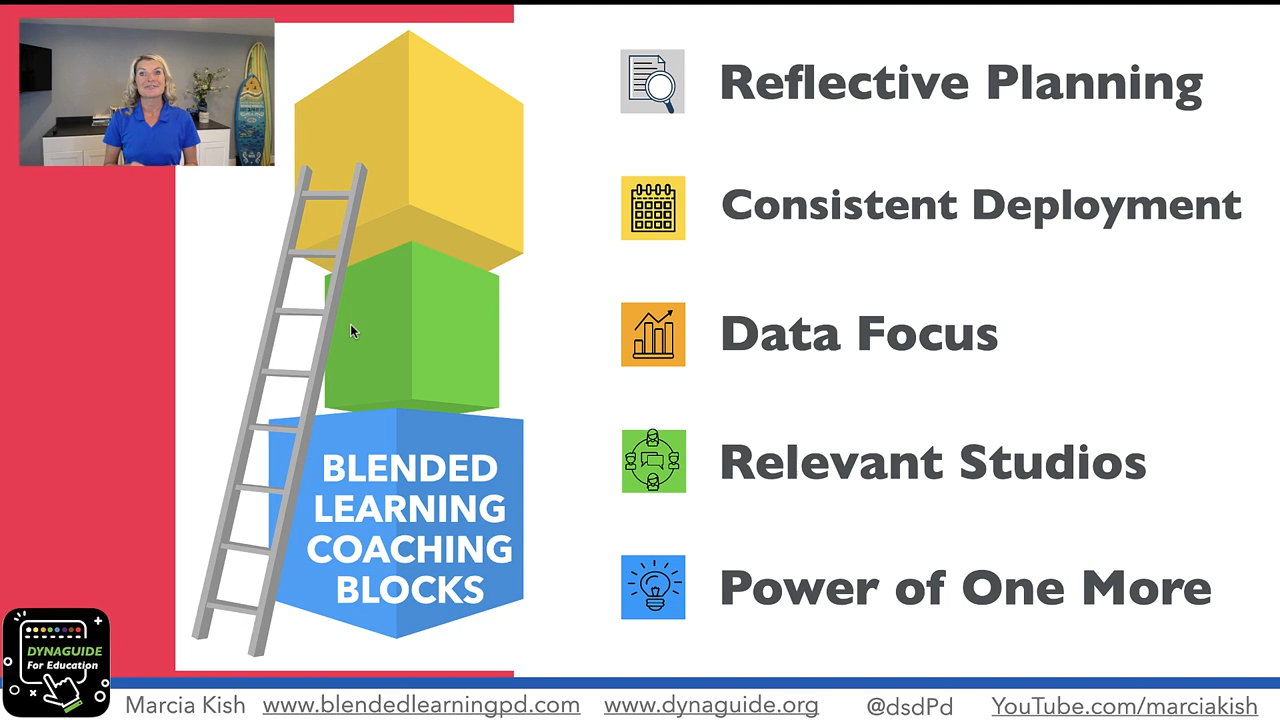 Reflective Planning
Consistent Deployment
Data Focus
Relevant Studios
Power of One More
BLENDED
LEARNING
COACHING
BLOCKS
DYNAGUIDE
For Education
Marcia Kish www.blendedlearningpd.com www.dynaguide.org @dsdPd YouTube.com/marciakish